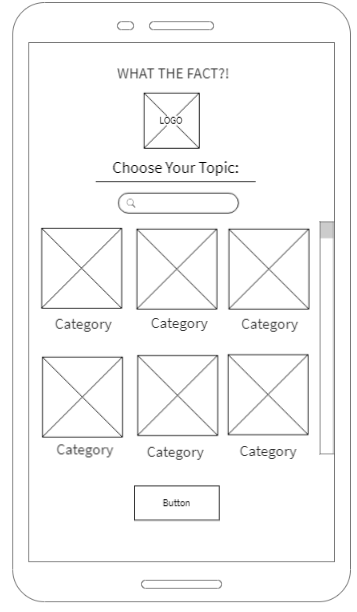 WHAT THE FACT?!
LOGO
Choose Your Topic:
Category
Category
Category
Category
Category
Category
Button